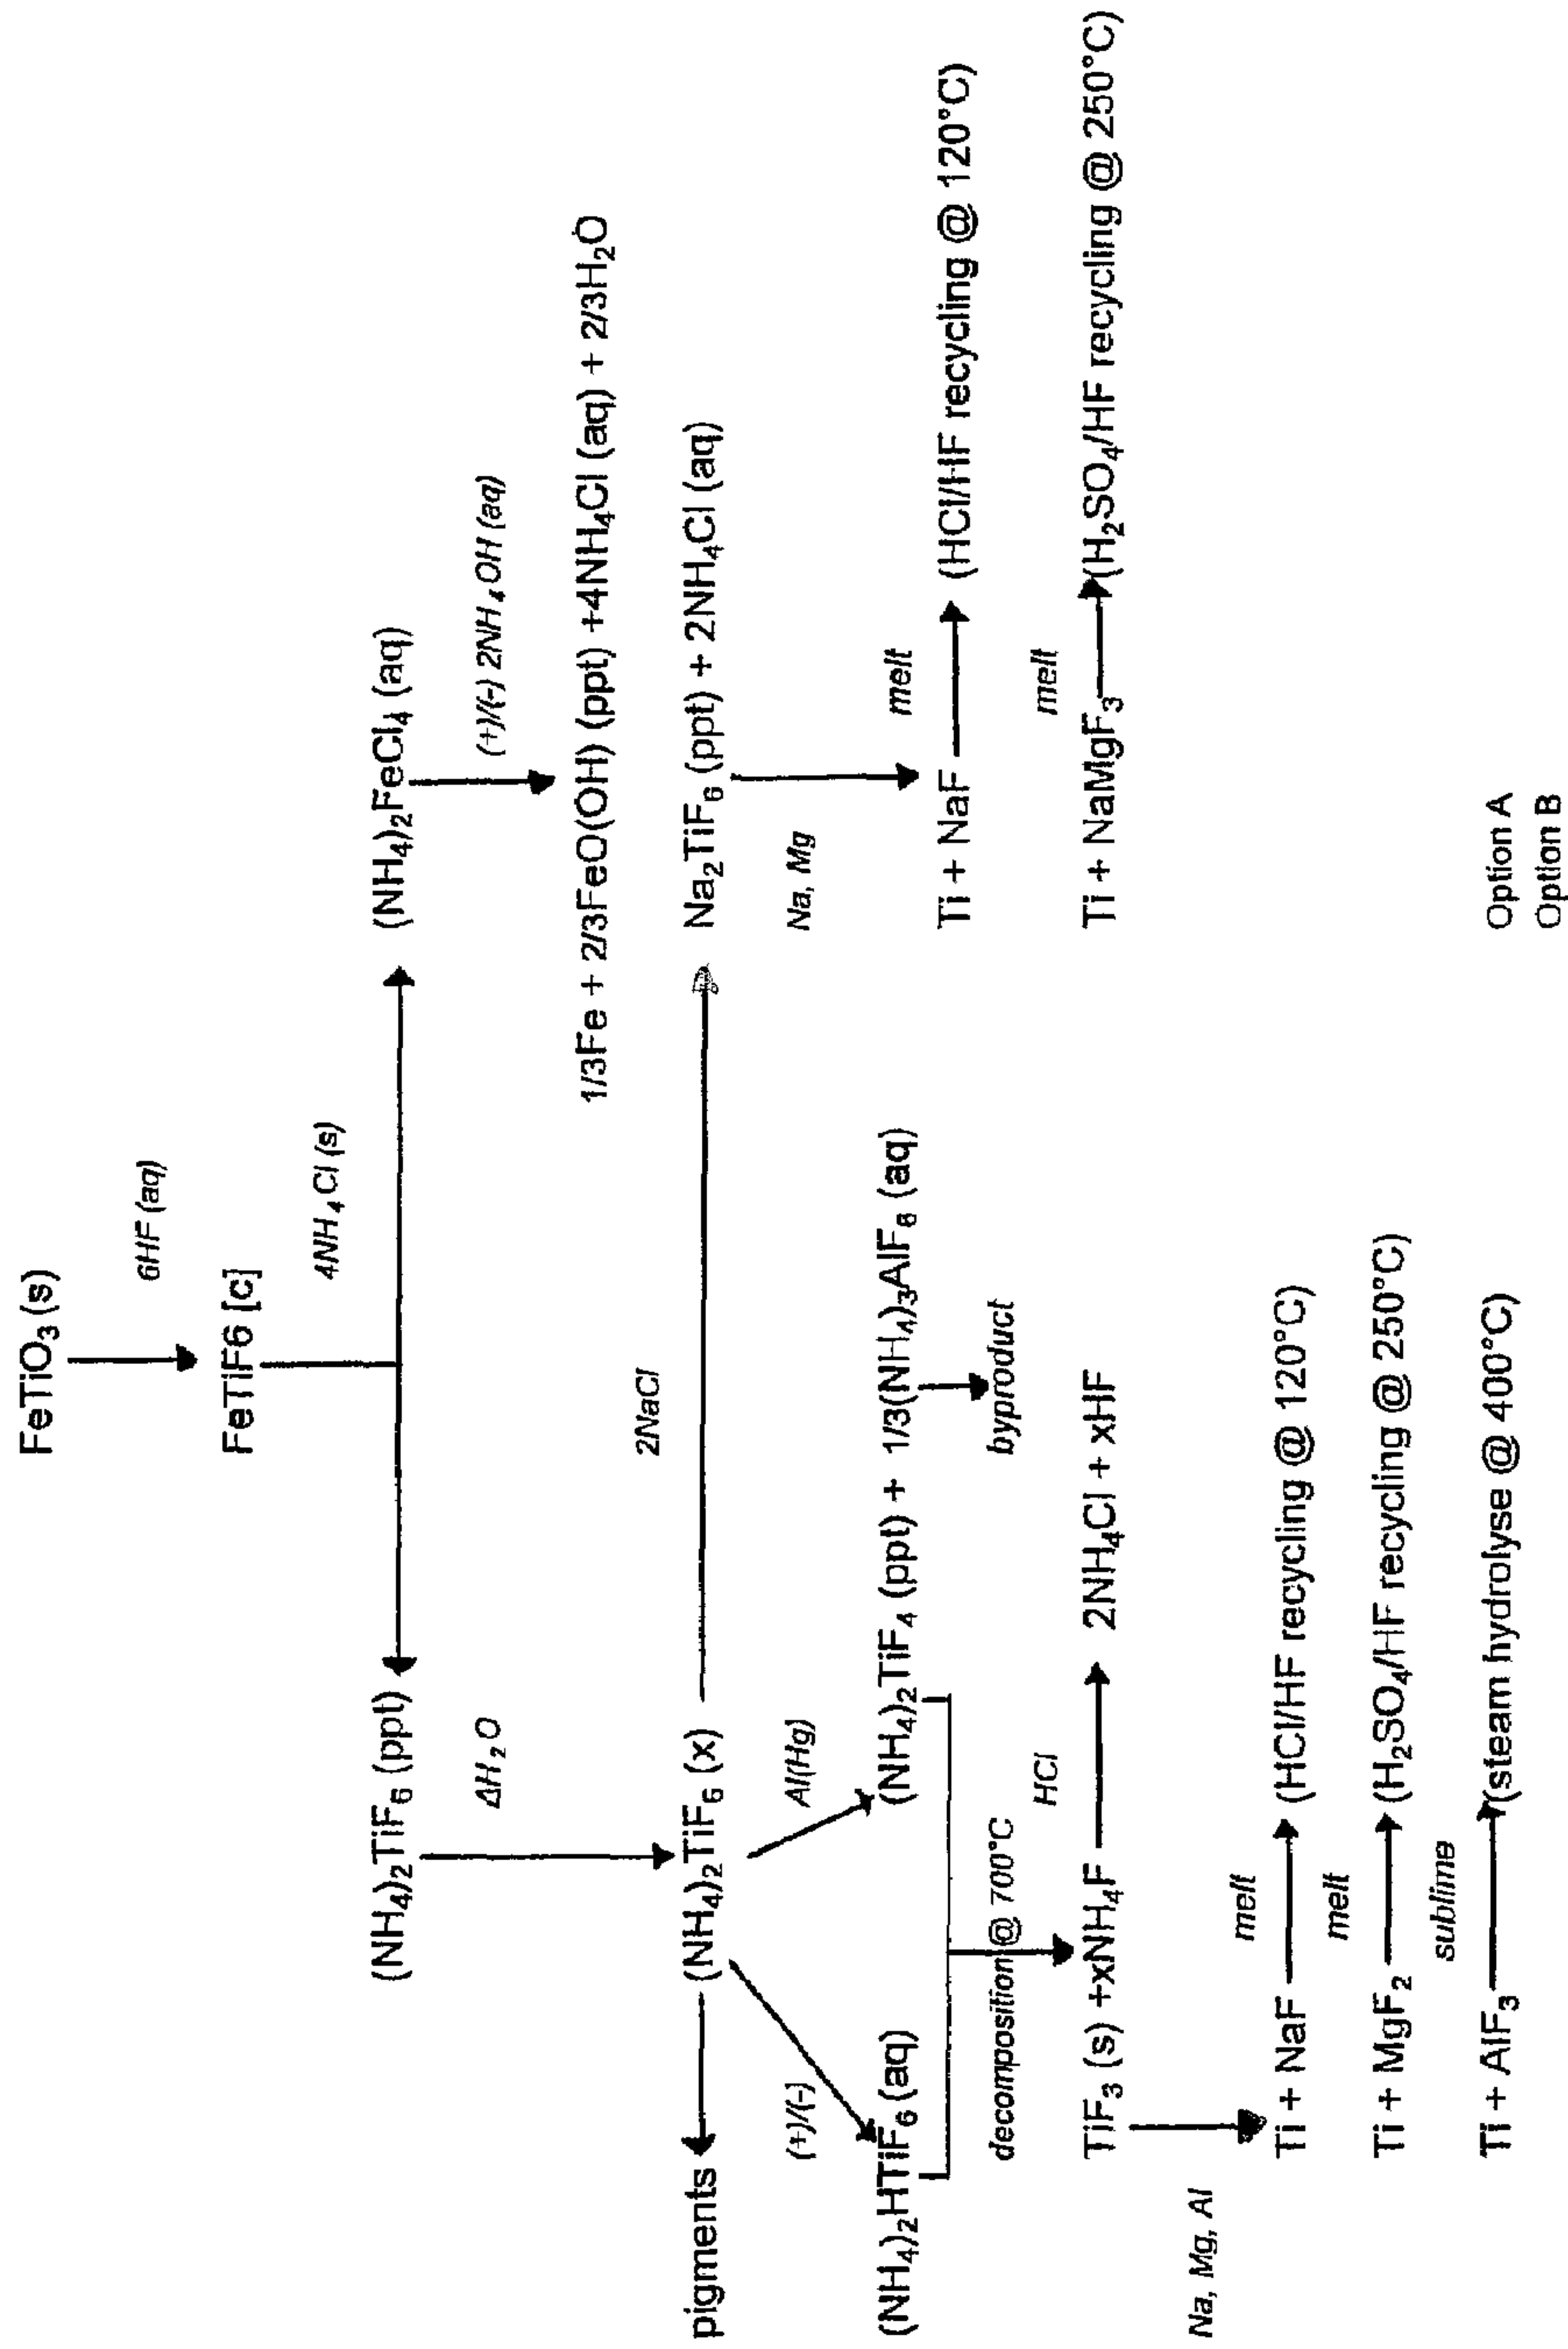 FeTiO₃ (s)
6HF (aq)
FeTiF6 [c]
4NH₄Cl (s)
(NH₄)₂TiF₆ (ppt)
(NH₄)₂FeCl₄ (aq)
ΔH₂O
(+)/(-) 2NH₄OH (aq)
1/3Fe + 2/3FeO(OH) (ppt) +4NH₄Cl (aq) + 2/3H₂O
2NaCl
pigments
(NH₄)₂TiF₆ (x)
Na₂TiF₆ (ppt) + 2NH₄Cl (aq)
(+)/(-)
Al(Hg)
Na, Mg
(NH₄)₂HTiF₆ (aq)
(NH₄)₂TiF₄ (ppt) + 1/3(NH₄)₃AlF₆ (aq)
melt
Ti + NaF
(HCl/HF recycling @ 120°C)
decomposition @ 700°C
byproduct
HCl
melt
TiF₃ (s) +xNH₄F
2NH₄Cl + xHF
Ti + NaMgF₃
(H₂SO₄/HF recycling @ 250°C)
Na, Mg, Al
melt
Ti + NaF
(HCl/HF recycling @ 120°C)
melt
Ti + MgF₂
(H₂SO₄/HF recycling @ 250°C)
sublime
Ti + AlF₃
(steam hydrolyse @ 400°C)
Option A
Option B